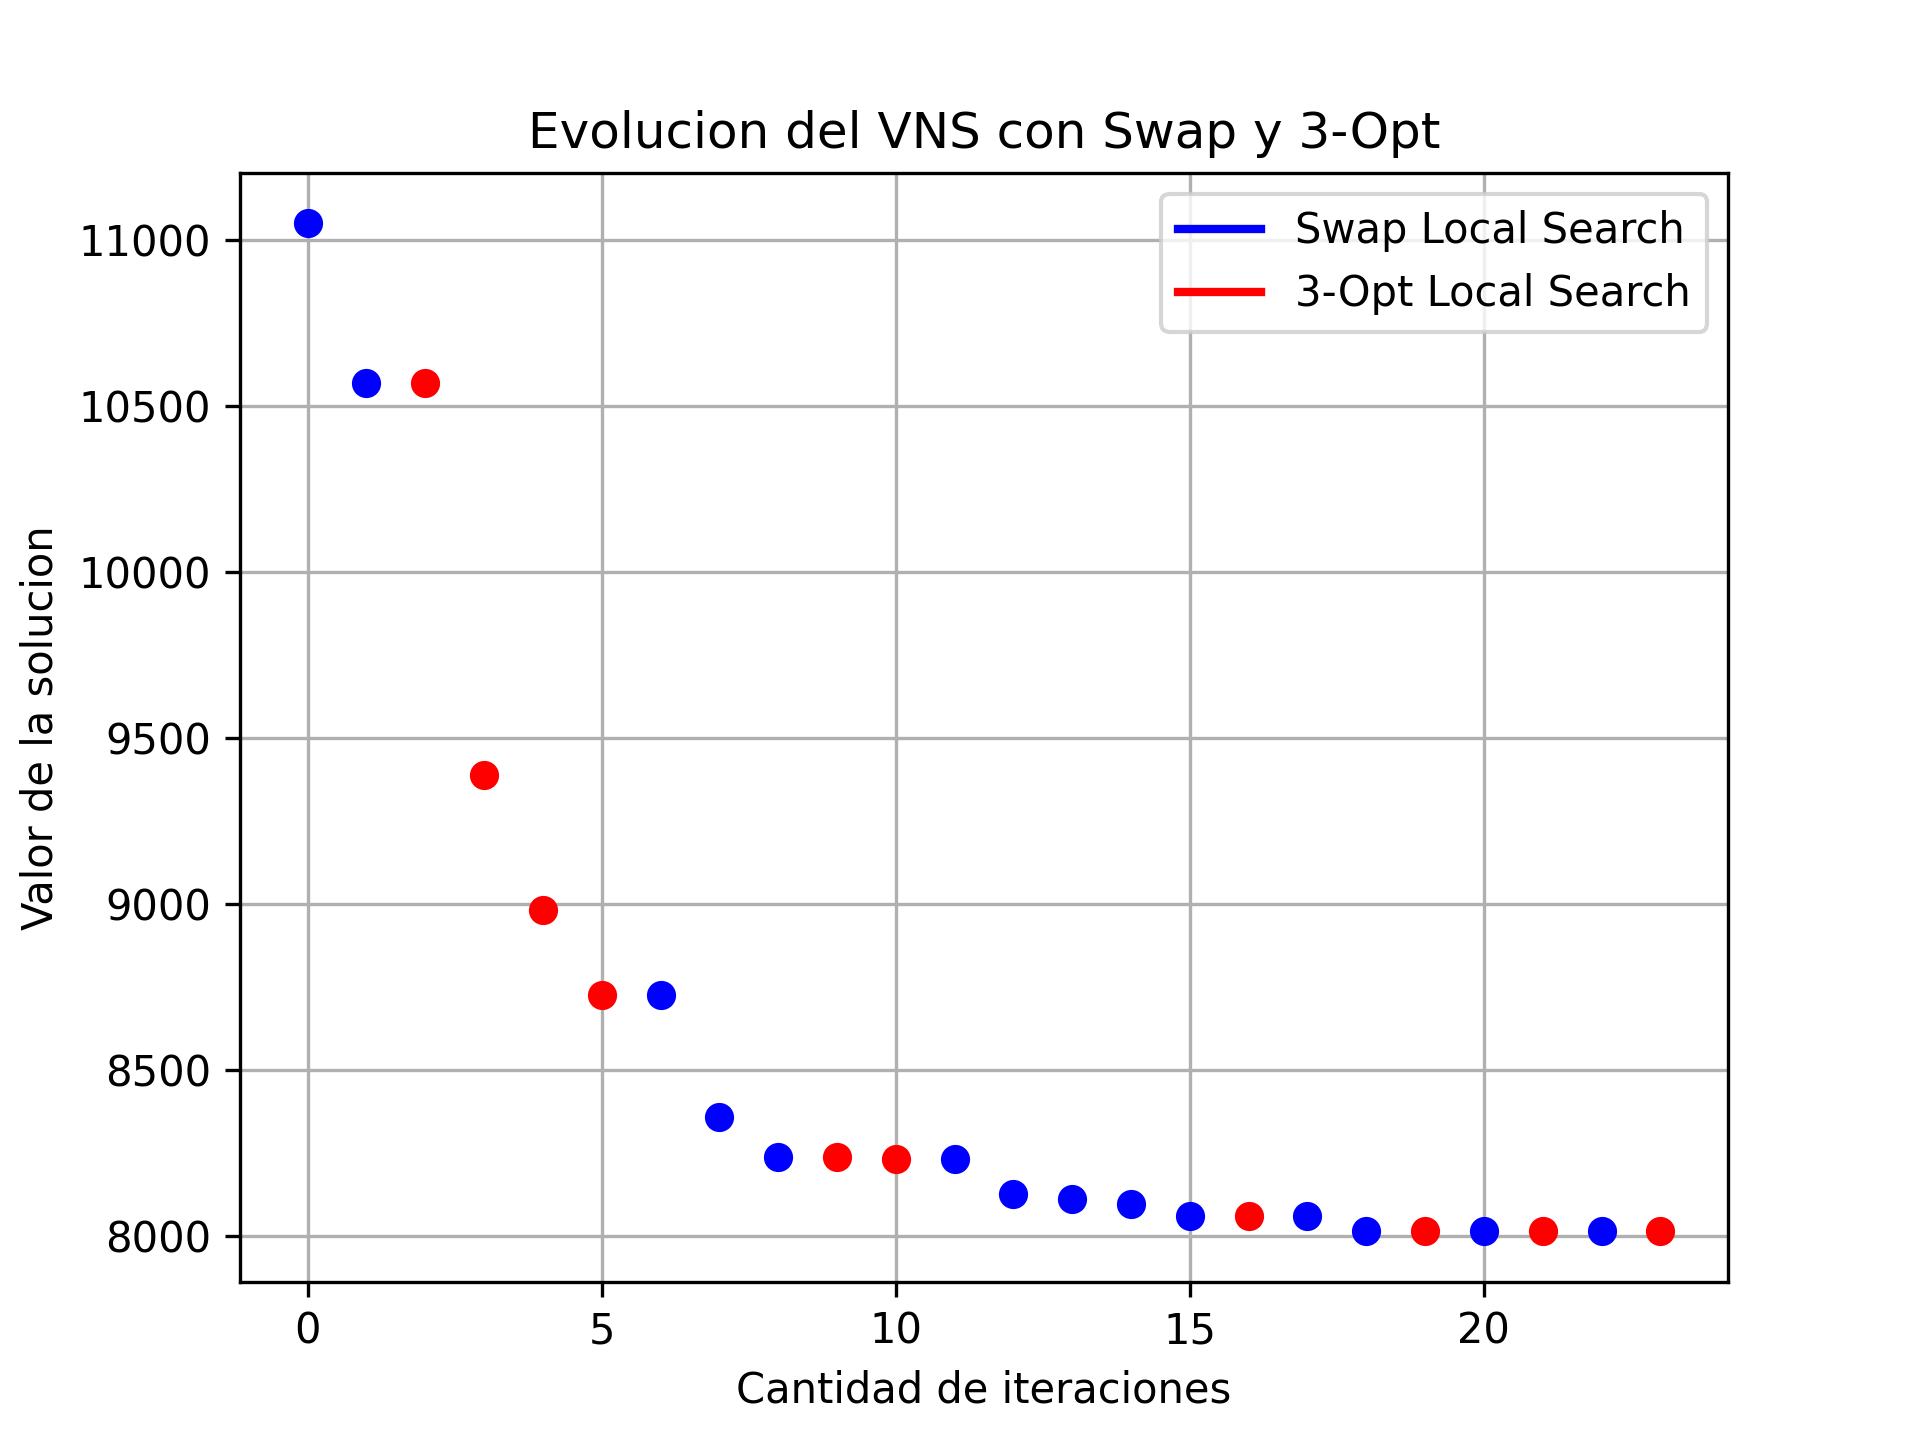 Evolucion del VNS con Swap y 3-Opt
Swap Local Search
3-Opt Local Search
Valor de la solucion
11000
10500
10000
9500
9000
8500
8000
0 5 10 15 20
Cantidad de iteraciones